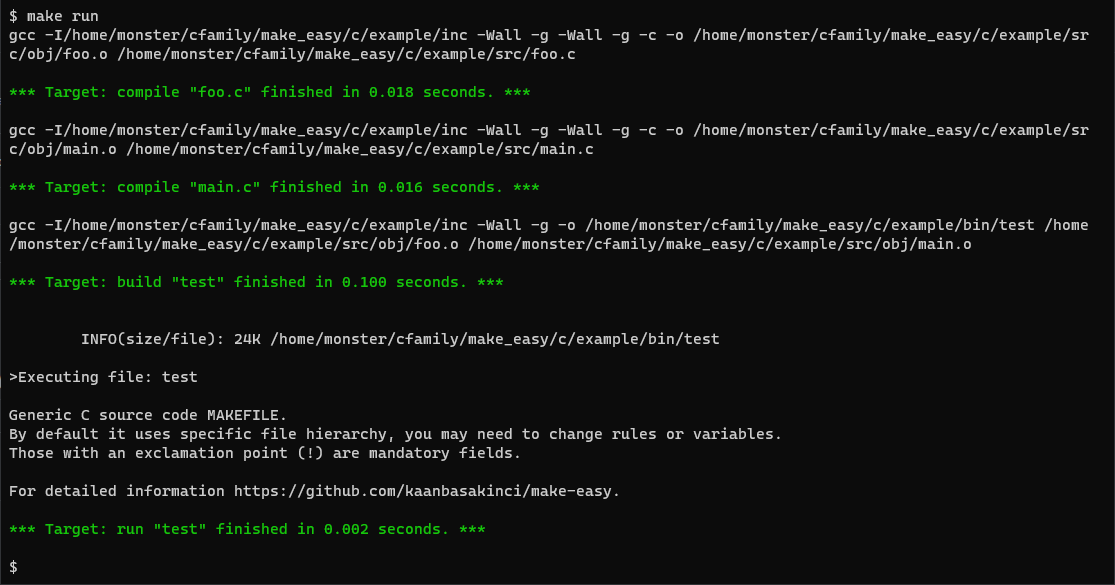 $ make run
gcc -I/home/monster/cfamily/make_easy/c/example/inc -Wall -g -Wall -g -c -o /home/monster/cfamily/make_easy/c/example/sr
c/obj/foo.o /home/monster/cfamily/make_easy/c/example/src/foo.c
*** Target: compile "foo.c" finished in 0.018 seconds. ***
gcc -I/home/monster/cfamily/make_easy/c/example/inc -Wall -g -Wall -g -c -o /home/monster/cfamily/make_easy/c/example/sr
c/obj/main.o /home/monster/cfamily/make_easy/c/example/src/main.c
*** Target: compile "main.c" finished in 0.016 seconds. ***
gcc -I/home/monster/cfamily/make_easy/c/example/inc -Wall -g -o /home/monster/cfamily/make_easy/c/example/bin/test /home
/monster/cfamily/make_easy/c/example/src/obj/foo.o /home/monster/cfamily/make_easy/c/example/src/obj/main.o
*** Target: build "test" finished in 0.100 seconds. ***
INFO(size/file): 24K /home/monster/cfamily/make_easy/c/example/bin/test
>Executing file: test
Generic C source code MAKEFILE.
By default it uses specific file hierarchy, you may need to change rules or variables.
Those with an exclamation point (!) are mandatory fields.
For detailed information https://github.com/kaanbasakinci/make-easy.
*** Target: run "test" finished in 0.002 seconds. ***
$